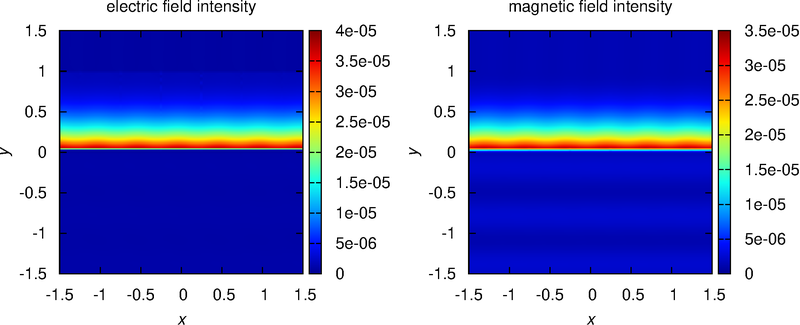 electric field intensity
1.5
1
0.5
0
-0.5
-1
-1.5
y
-1.5 -1 -0.5 0 0.5 1 1.5
x
4e-05
3.5e-05
3e-05
2.5e-05
2e-05
1.5e-05
1e-05
5e-06
0
magnetic field intensity
1.5
1
0.5
0
-0.5
-1
-1.5
y
-1.5 -1 -0.5 0 0.5 1 1.5
x
3.5e-05
3e-05
2.5e-05
2e-05
1.5e-05
1e-05
5e-06
0